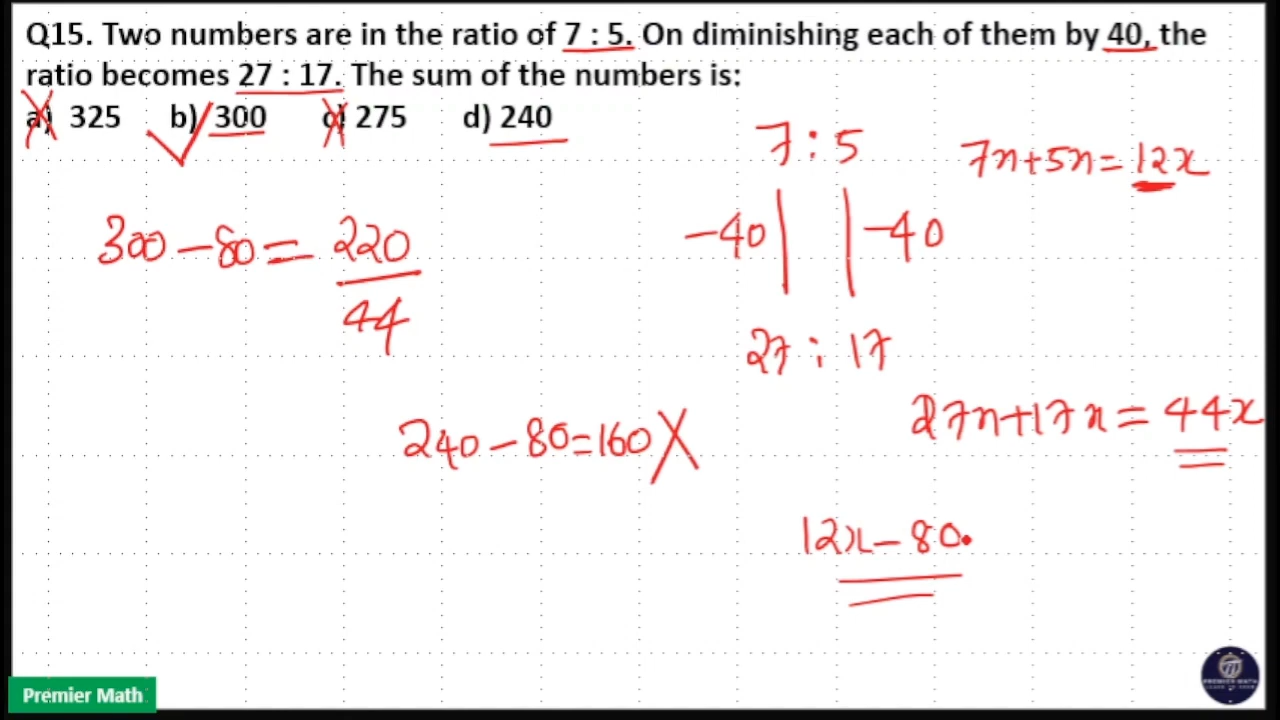 Q15. Two numbers are in the ratio of 7 : 5. On diminishing each of them by 40, the
ratio becomes 27 : 17. The sum of the numbers is:
a) 325 b) 300 c) 275 d) 240
7 : 5
7x+5x=12x
300-80= 220
44
-40 -40
27 : 17
27x+17x=44x
240-80=160
12x-80
Premier Math
PREMIER MATH